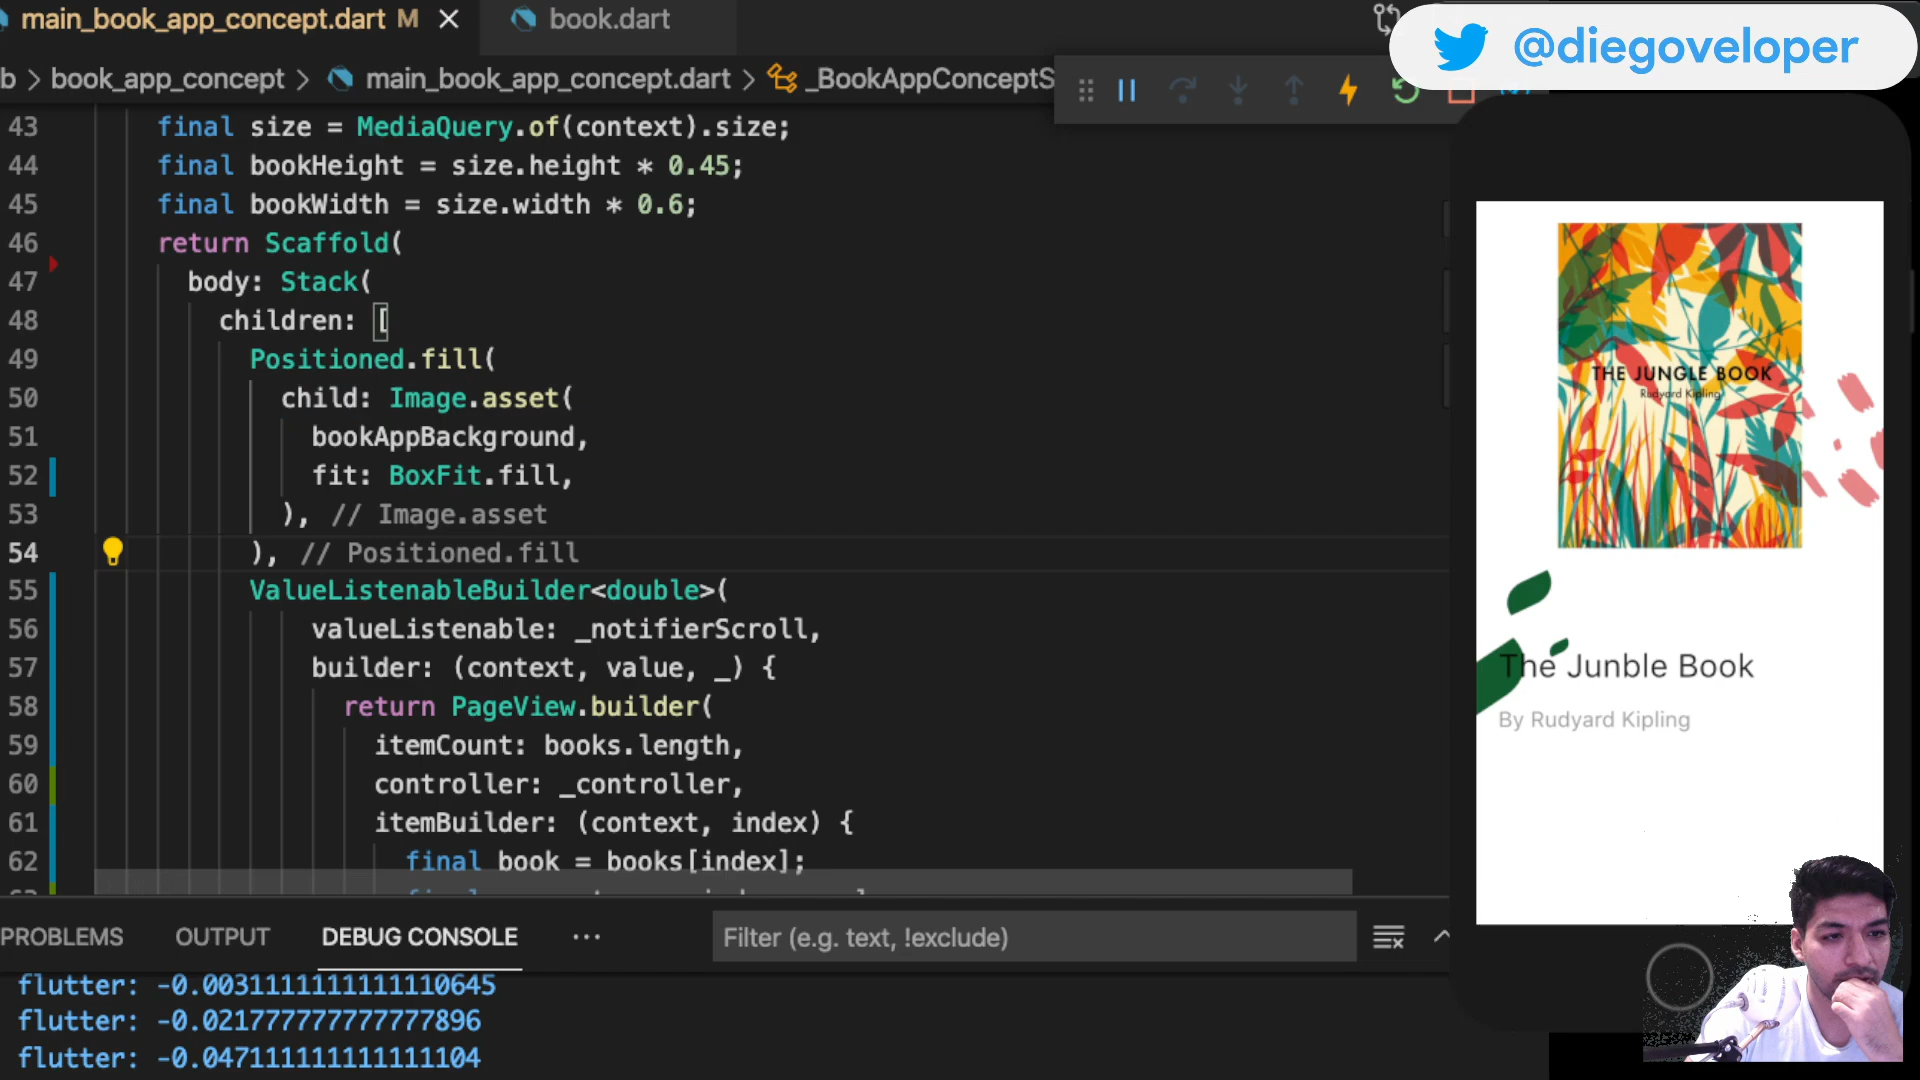 main_book_app_concept.dart M
book.dart
@diegoveloper
b > book_app_concept > main_book_app_concept.dart > _BookAppConceptS
43 final size = MediaQuery.of(context).size;
44 final bookHeight = size.height * 0.45;
45 final bookWidth = size.width * 0.6;
46 return Scaffold(
47 body: Stack(
48 children: [
49 Positioned.fill(
50 child: Image.asset(
51 bookAppBackground,
52 fit: BoxFit.fill,
53 ), // Image.asset
54 ), // Positioned.fill
55 ValueListenableBuilder<double>(
56 valueListenable: _notifierScroll,
57 builder: (context, value, _) {
58 return PageView.builder(
59 itemCount: books.length,
60 controller: _controller,
61 itemBuilder: (context, index) {
62 final book = books[index];
THE JUNGLE BOOK
Rudyard Kipling
The Junble Book
By Rudyard Kipling
PROBLEMS OUTPUT DEBUG CONSOLE ...
Filter (e.g. text, !exclude)
flutter: -0.0031111111111110645
flutter: -0.021777777777777896
flutter: -0.047111111111111104